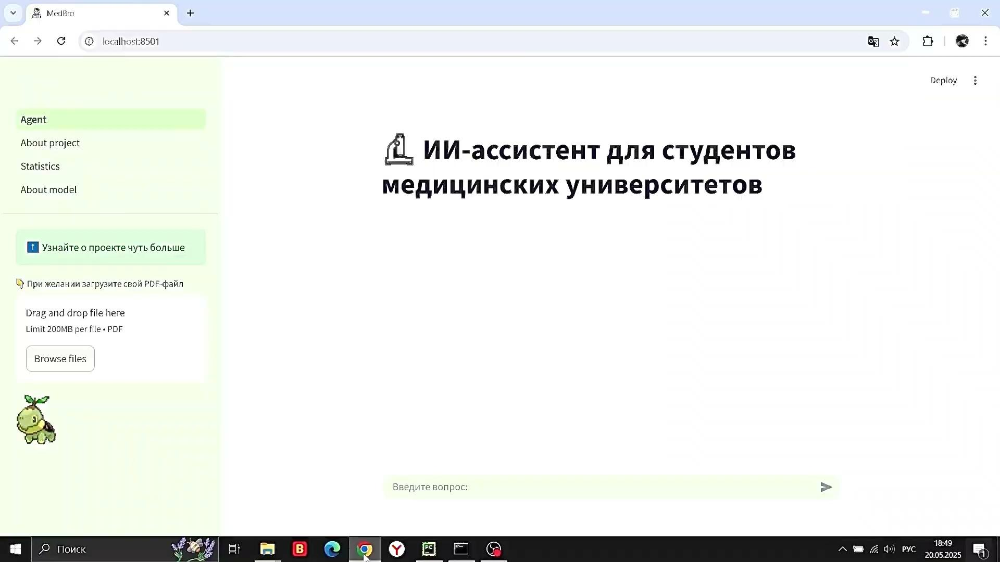 MedBro
localhost:8501
Deploy
Agent
About project
Statistics
About model
Узнайте о проекте чуть больше
При желании загрузите свой PDF-файл
Drag and drop file here
Limit 200MB per file • PDF
Browse files
ИИ-ассистент для студентов
медицинских университетов
Введите вопрос:
Поиск
B
Y
PC
РУС
18:49
20.05.2025
1